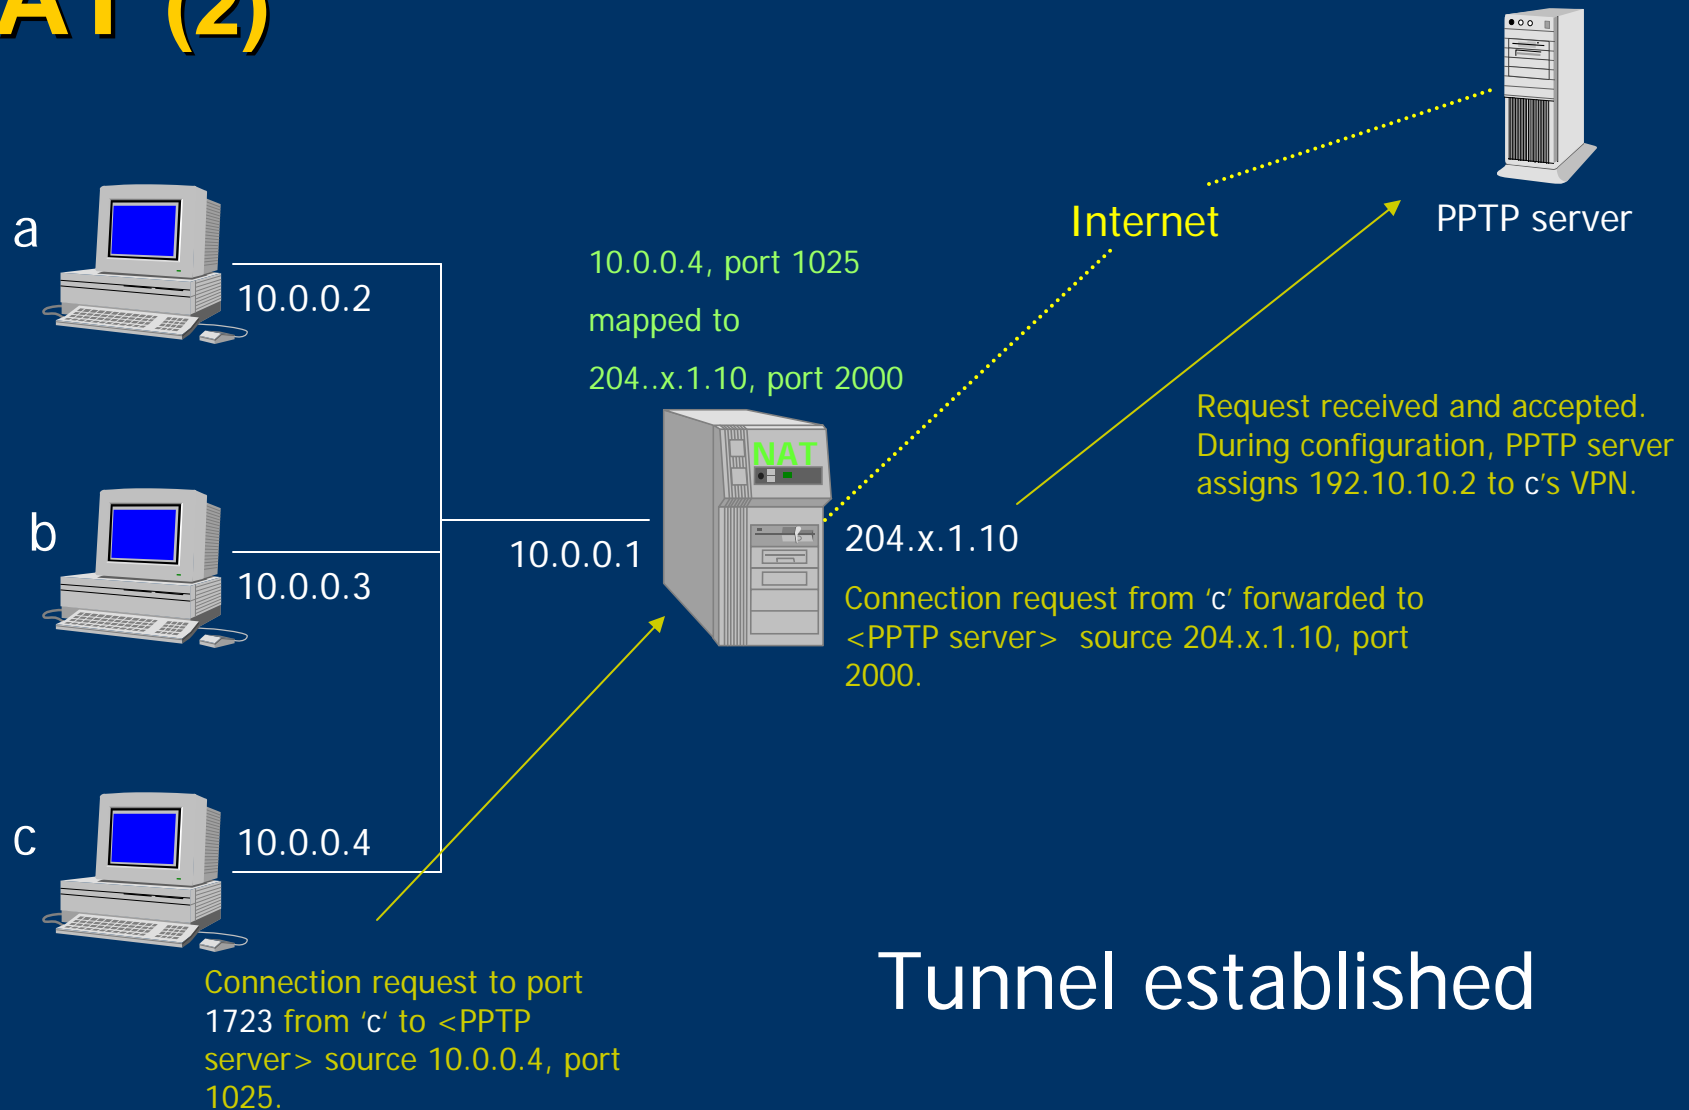 AT (2)
a
10.0.0.2
b
10.0.0.3
c
10.0.0.4
Connection request to port
1723 from ‘c‘ to <PPTP
server> source 10.0.0.4, port
1025.
10.0.0.1
10.0.0.4, port 1025
mapped to
204..x.1.10, port 2000
NAT
204.x.1.10
Connection request from ‘c’ forwarded to
<PPTP server>  source 204.x.1.10, port
2000.
Internet
PPTP server
Request received and accepted.
During configuration, PPTP server
assigns 192.10.10.2 to c’s VPN.
Tunnel established